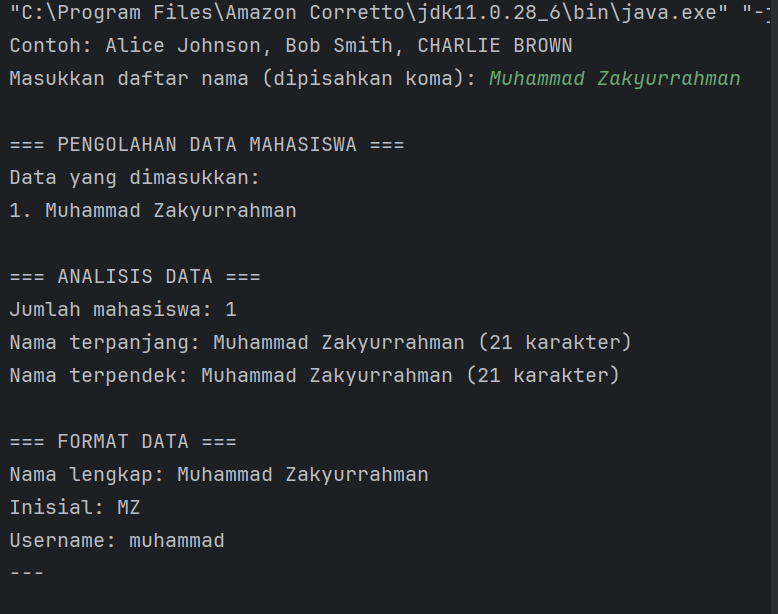 "C:\Program Files\Amazon Corretto\jdk11.0.28_6\bin\java.exe" "-j
Contoh: Alice Johnson, Bob Smith, CHARLIE BROWN
Masukkan daftar nama (dipisahkan koma): Muhammad Zakyurrahman
=== PENGOLAHAN DATA MAHASISWA ===
Data yang dimasukkan:
1. Muhammad Zakyurrahman
=== ANALISIS DATA ===
Jumlah mahasiswa: 1
Nama terpanjang: Muhammad Zakyurrahman (21 karakter)
Nama terpendek: Muhammad Zakyurrahman (21 karakter)
=== FORMAT DATA ===
Nama lengkap: Muhammad Zakyurrahman
Inisial: MZ
Username: muhammad
---